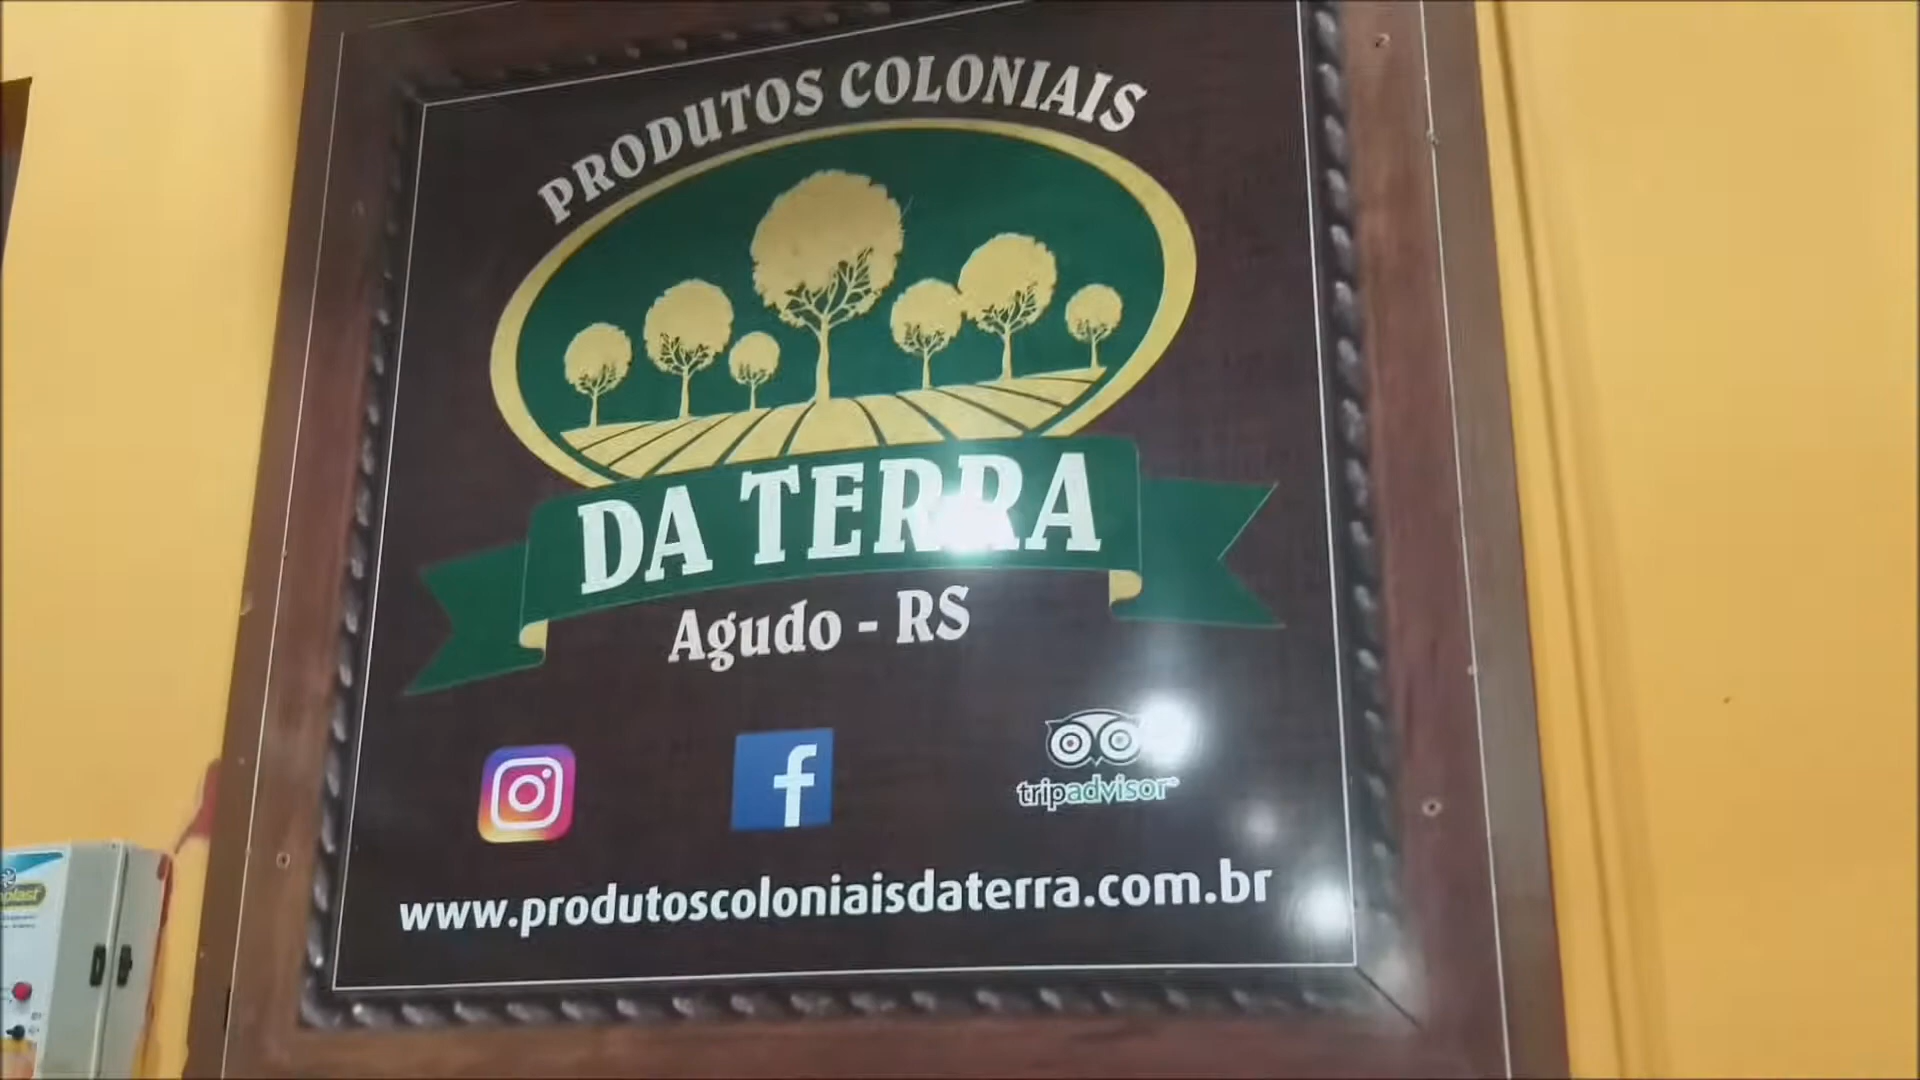 PRODUTOS COLONIAIS
DA TERRA
Agudo - RS
tripadvisor
www.produtoscoloniaisdaterra.com.br